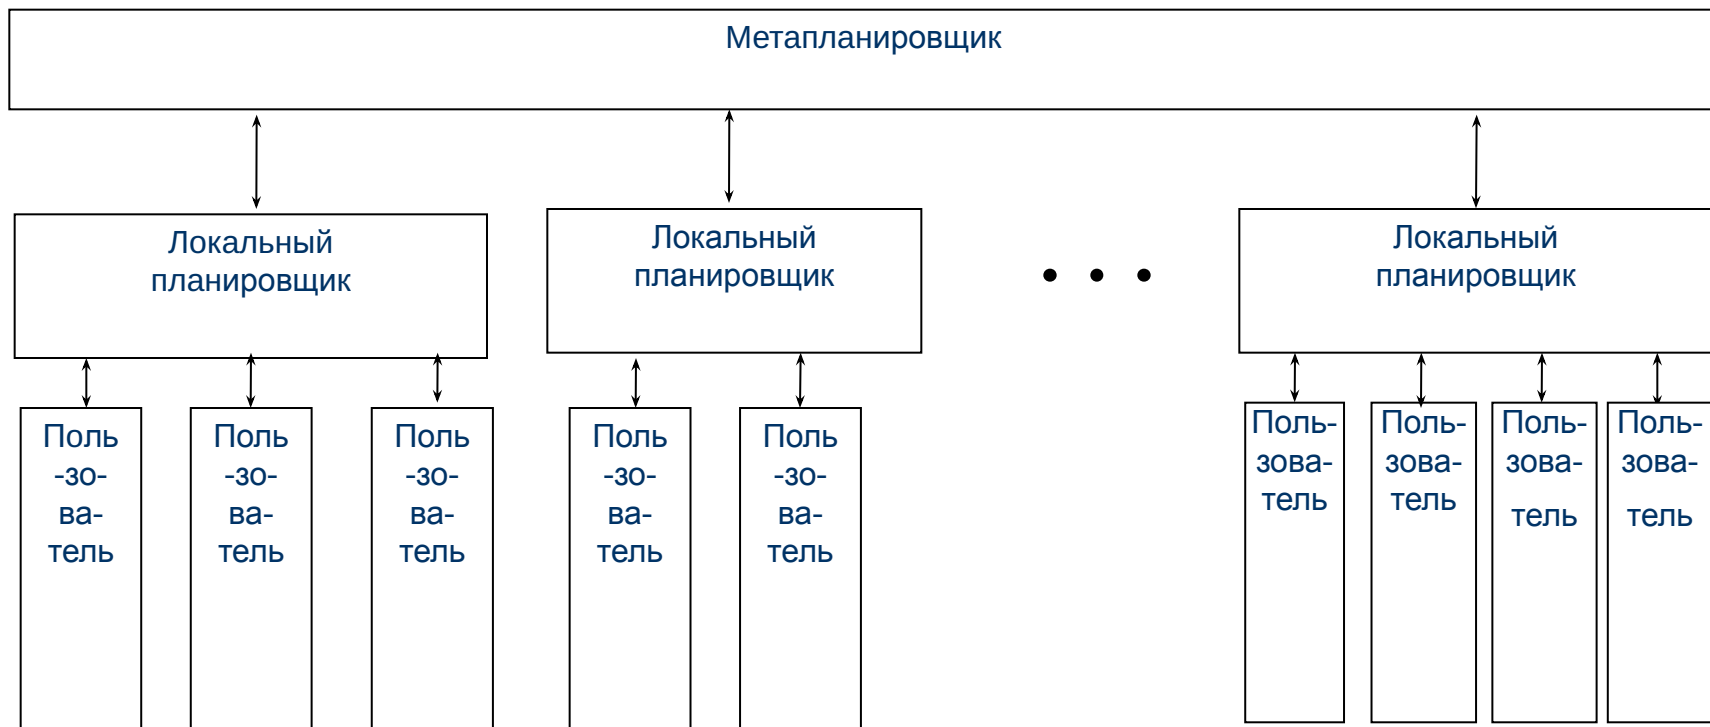 Метапланировщик
Локальный
планировщик
Локальный
планировщик
Локальный
планировщик
Поль
-зо-
ва-
тель
Поль
-зо-
ва-
тель
Поль
-зо-
ва-
тель
Поль
-зо-
ва-
тель
Поль
-зо-
ва-
тель
Поль-
зова-
тель
Поль-
зова-
тель
Поль-
зова-
тель
Поль-
зова-
тель